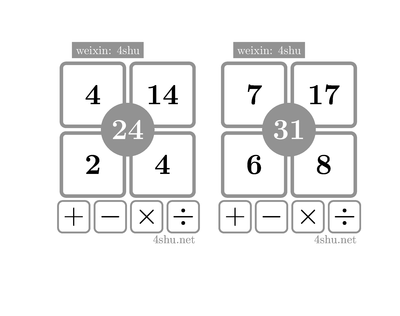 weixin: 4shu
4 14
24
2 4
+ − × ÷
4shu.net
weixin: 4shu
7 17
31
6 8
+ − × ÷
4shu.net